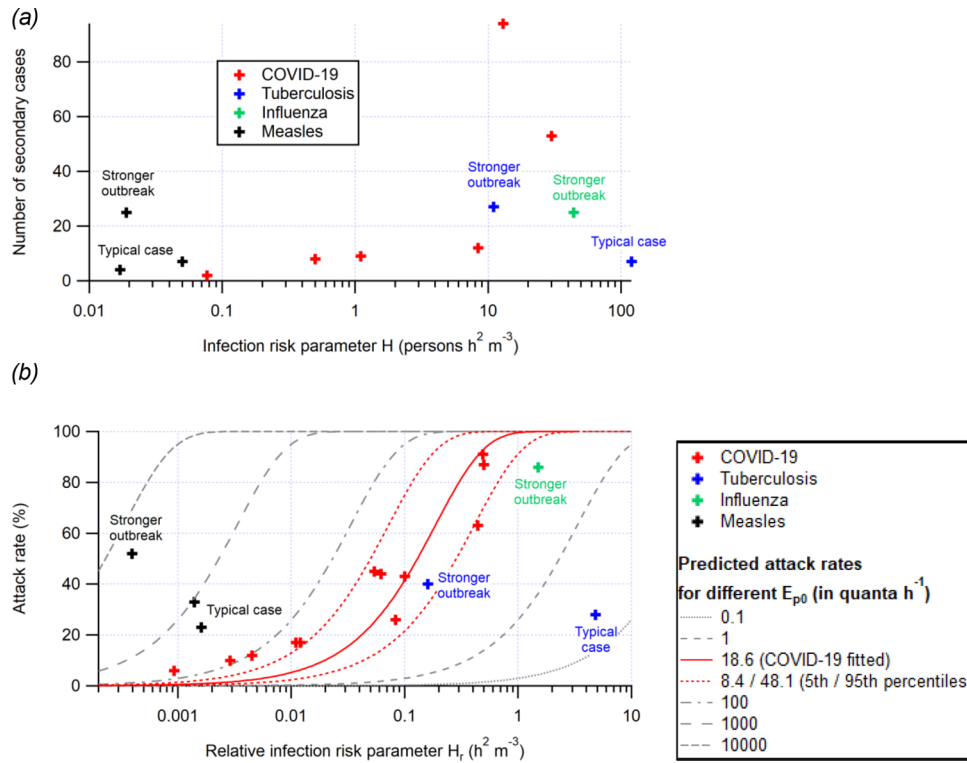 (a)
Number of secondary cases
80
60
40
20
0
COVID-19
Tuberculosis
Influenza
Measles
Stronger
outbreak
Typical case
Stronger
outbreak
Stronger
outbreak
Typical case
0.01
0.1
1
10
100
Infection risk parameter H (persons h² m⁻³)
(b)
Attack rate (%)
100
80
60
40
20
0
Stronger
outbreak
Typical case
Stronger
outbreak
Stronger
outbreak
Typical
case
0.001
0.01
0.1
1
10
Relative infection risk parameter Hᵣ (h² m⁻³)
COVID-19
Tuberculosis
Influenza
Measles
Predicted attack rates
for different Eₚ₀ (in quanta h⁻¹)
0.1
1
18.6 (COVID-19 fitted)
8.4 / 48.1 (5th / 95th percentiles
100
1000
10000